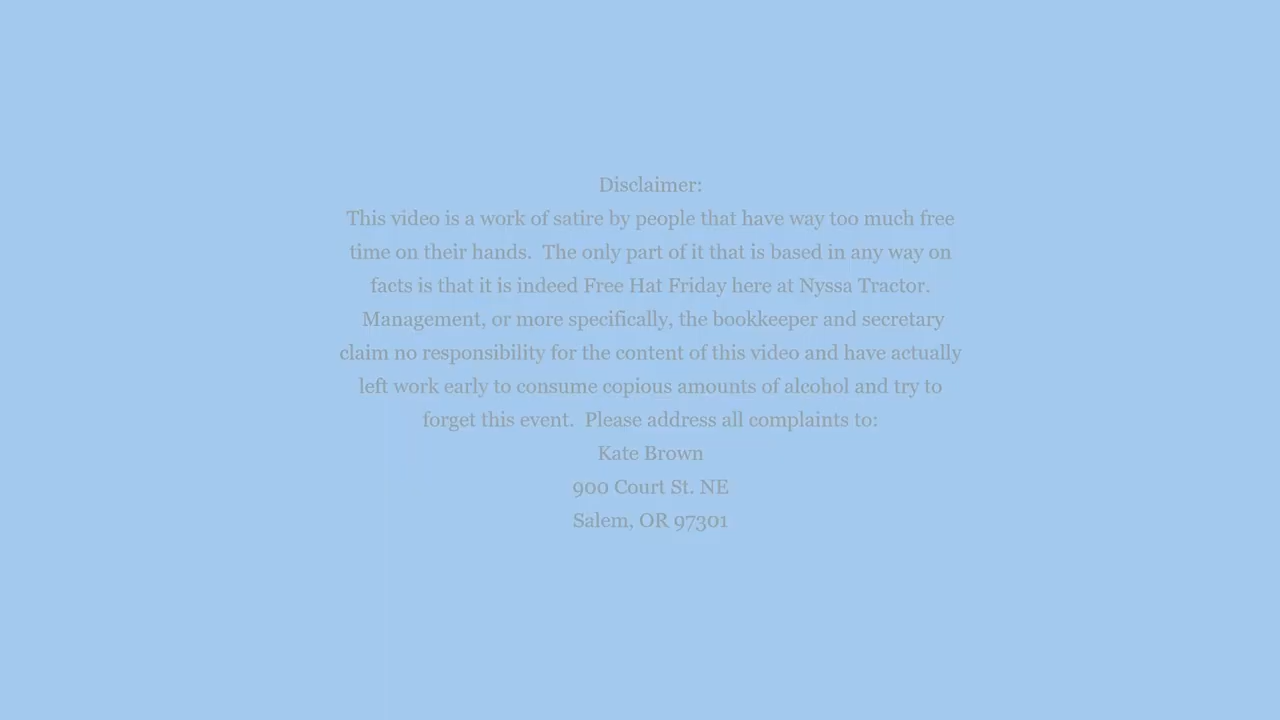 Disclaimer:
This video is a work of satire by people that have way too much free
time on their hands.  The only part of it that is based in any way on
facts is that it is indeed Free Hat Friday here at Nyssa Tractor.
Management, or more specifically, the bookkeeper and secretary
claim no responsibility for the content of this video and have actually
left work early to consume copious amounts of alcohol and try to
forget this event.  Please address all complaints to:
Kate Brown
900 Court St. NE
Salem, OR 97301